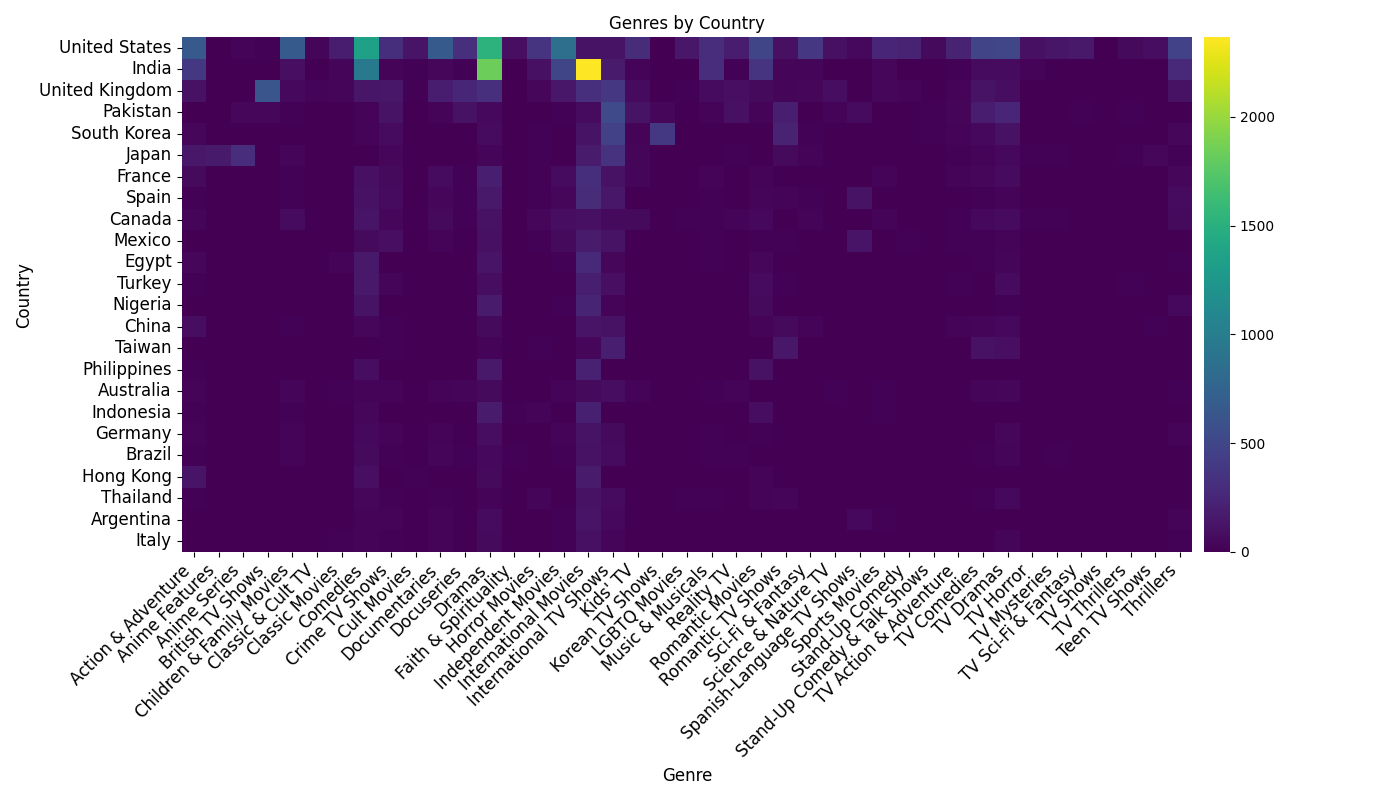 Genres by Country
United States
India
United Kingdom
Pakistan
South Korea
Japan
France
Spain
Canada
Mexico
Egypt
Turkey
Nigeria
China
Taiwan
Philippines
Australia
Indonesia
Germany
Brazil
Hong Kong
Thailand
Argentina
Italy
Country
2000
1500
1000
500
0
Action & Adventure
Anime Features
Anime Series
British TV Shows
Children & Family Movies
Classic & Cult TV
Classic Movies
Comedies
Crime TV Shows
Cult Movies
Documentaries
Docuseries
Dramas
Faith & Spirituality
Horror Movies
Independent Movies
International Movies
International TV Shows
Kids' TV
Korean TV Shows
LGBTQ Movies
Music & Musicals
Reality TV
Romantic Movies
Romantic TV Shows
Sci-Fi & Fantasy
Science & Nature TV
Spanish-Language TV Shows
Sports Movies
Stand-Up Comedy
Stand-Up Comedy & Talk Shows
TV Action & Adventure
TV Comedies
TV Dramas
TV Horror
TV Mysteries
TV Sci-Fi & Fantasy
TV Shows
TV Thrillers
Teen TV Shows
Thrillers
Genre